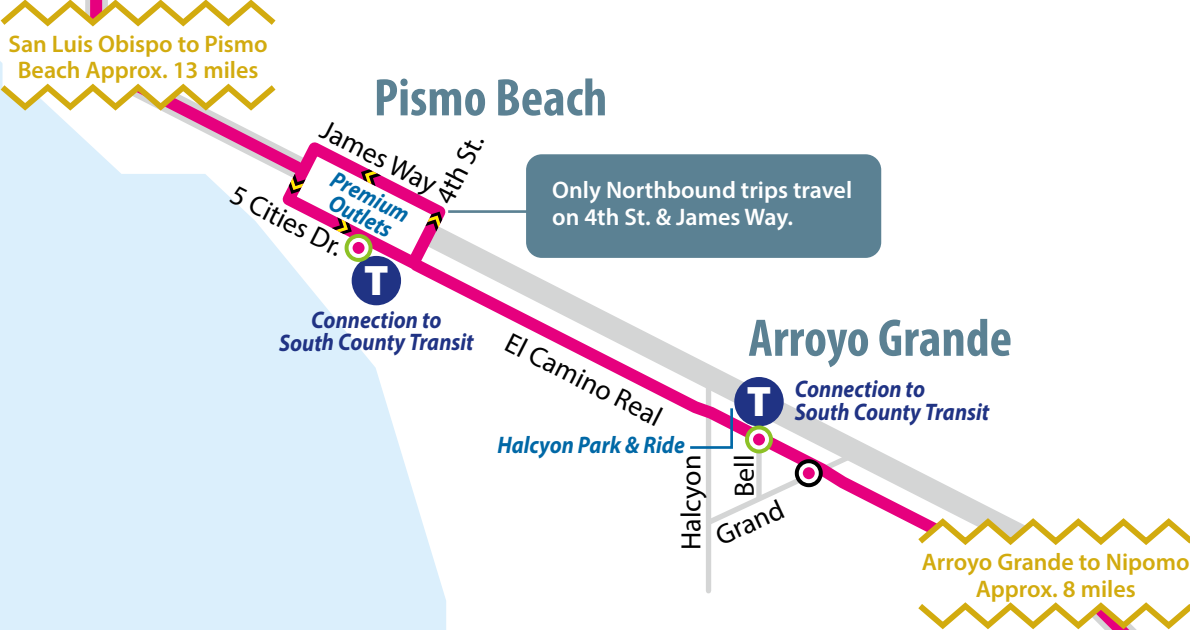 San Luis Obispo to Pismo
Beach Approx. 13 miles
Pismo Beach
James Way
4th St.
Premium
Outlets
5 Cities Dr.
Only Northbound trips travel
on 4th St. & James Way.
T
Connection to
South County Transit
El Camino Real
Arroyo Grande
T
Connection to
South County Transit
Halcyon Park & Ride
Halcyon
Bell
Grand
Arroyo Grande to Nipomo
Approx. 8 miles